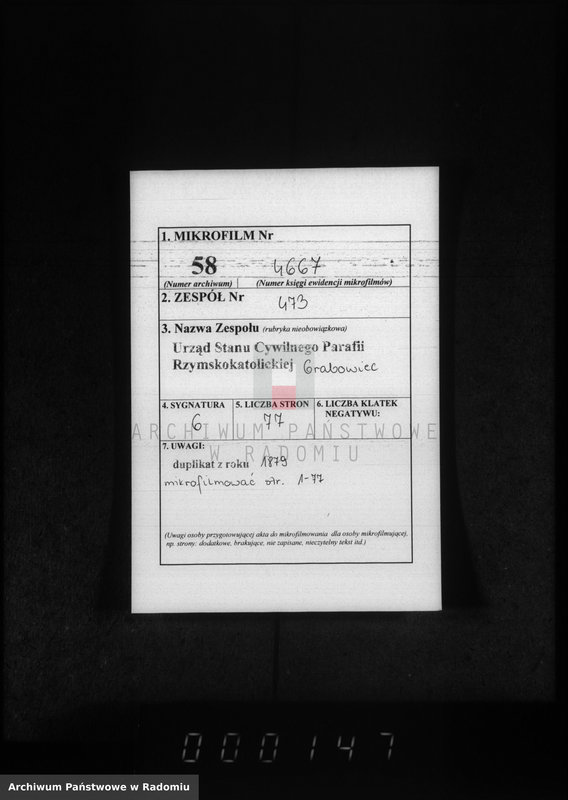 1. MIKROFILM Nr
58 4667
(Numer archiwum) (Numer księgi ewidencji mikrofilmów)
2. ZESPÓŁ Nr 473
3. Nazwa Zespołu (rubryka nieobowiązkowa)
Urząd Stanu Cywilnego Parafii
Rzymskokatolickiej Grabowiec
4. SYGNATURA 5. LICZBA STRON 6. LICZBA KLATEK
NEGATYWU:
6 77
ARCHIWUM PAŃSTWOWE
W RADOMIU
7. UWAGI:
duplikat z roku 1879
mikrofilmować str. 1-77
(Uwagi osoby przygotowującej akta do mikrofilmowania dla osoby mikrofilmującej,
np. strony: dodatkowe, brakujące, nie zapisane, nieczytelny tekst itd.)
000147
Archiwum Państwowe w Radomiu